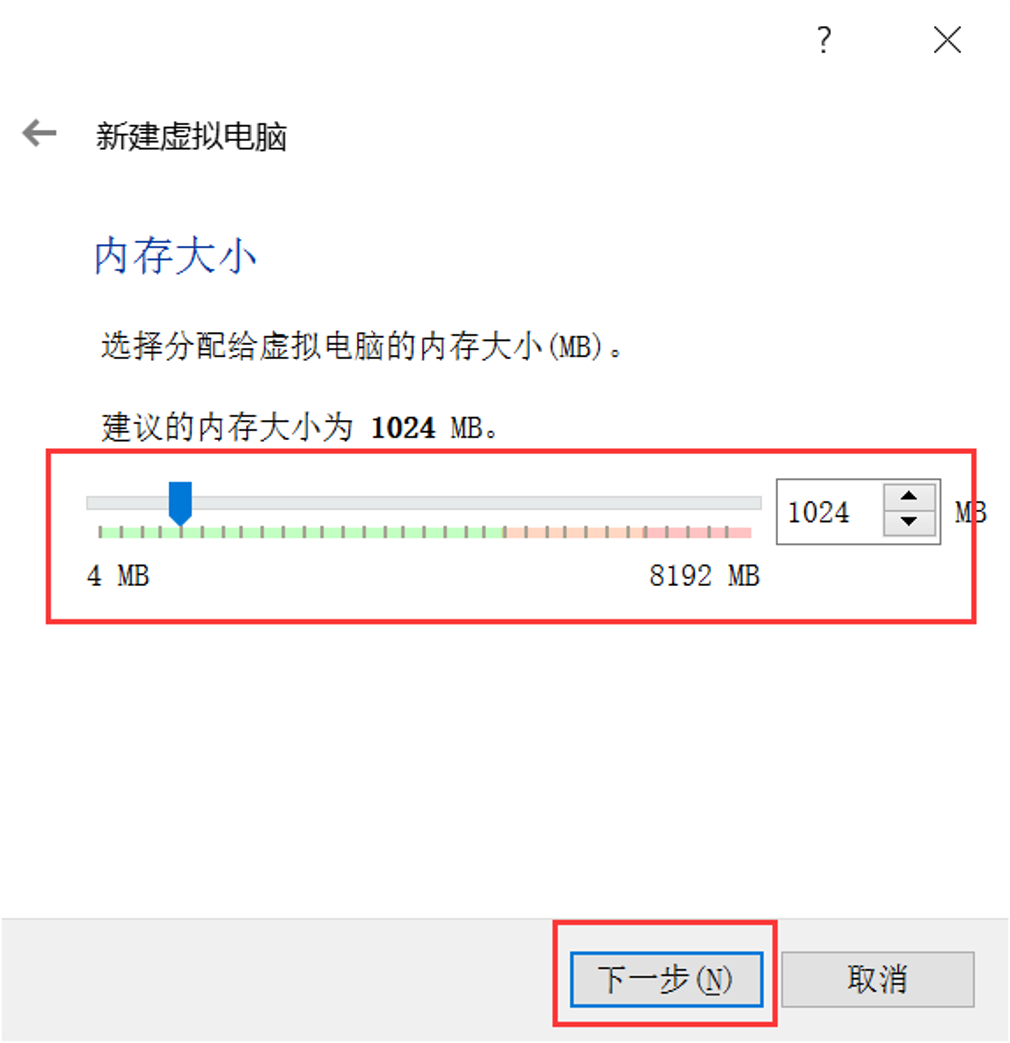 ?
新建虚拟电脑
内存大小
选择分配给虚拟电脑的内存大小(MB)。
建议的内存大小为 1024 MB。
1024 MB
4 MB 8192 MB
下一步(N) 取消